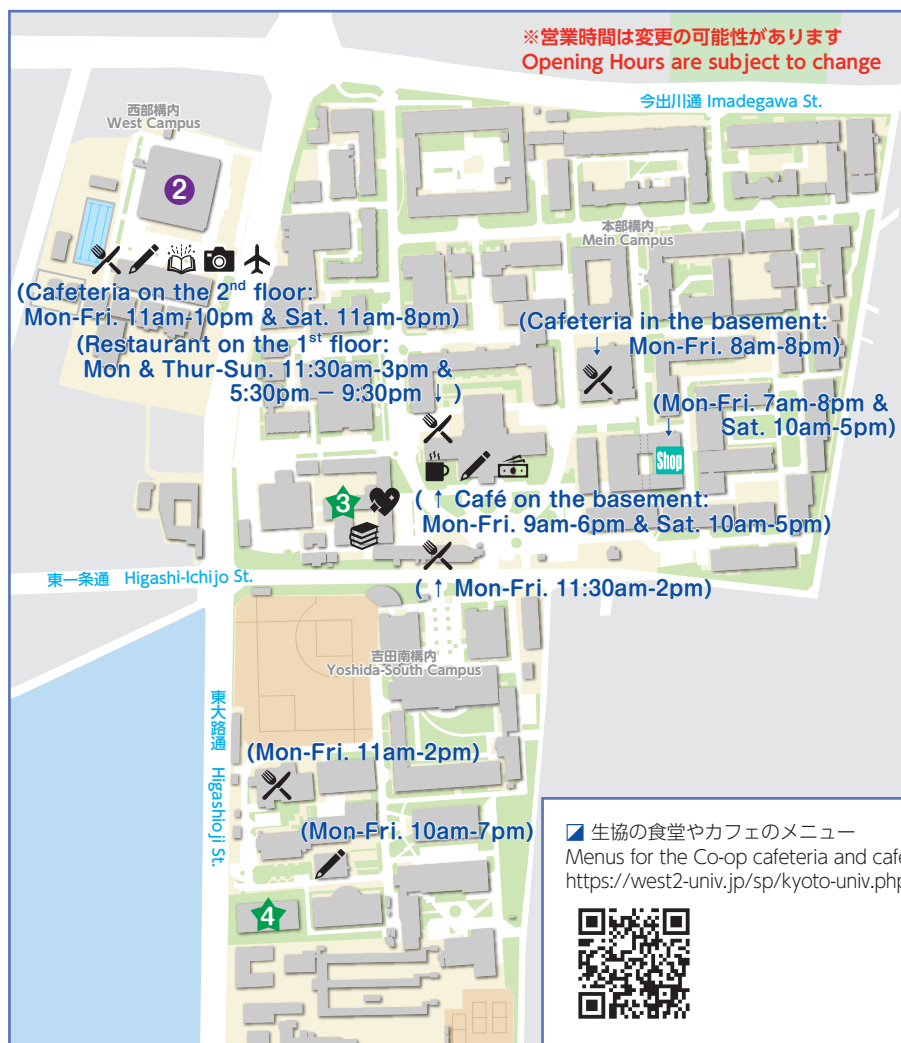 ※営業時間は変更の可能性があります
Opening Hours are subject to change
今出川通 Imadegawa St.
西部構内
West Campus
2
本部構内
Mein Campus
(Cafeteria on the 2nd floor:
Mon-Fri. 11am-10pm & Sat. 11am-8pm)
(Restaurant on the 1st floor:
Mon & Thur-Sun. 11:30am-3pm &
5:30pm – 9:30pm ↓ )
(Cafeteria in the basement:
↓ Mon-Fri. 8am-8pm)
(Mon-Fri. 7am-8pm &
↓ Sat. 10am-5pm)
Shop
3
( ↑ Café on the basement:
Mon-Fri. 9am-6pm & Sat. 10am-5pm)
東一条通 Higashi-Ichijo St.
( ↑ Mon-Fri. 11:30am-2pm)
吉田南構内
Yoshida-South Campus
東大路通 Higashioji St.
(Mon-Fri. 11am-2pm)
(Mon-Fri. 10am-7pm)
4
生協の食堂やカフェのメニュー
Menus for the Co-op cafeteria and cafe
https://west2-univ.jp/sp/kyoto-univ.php